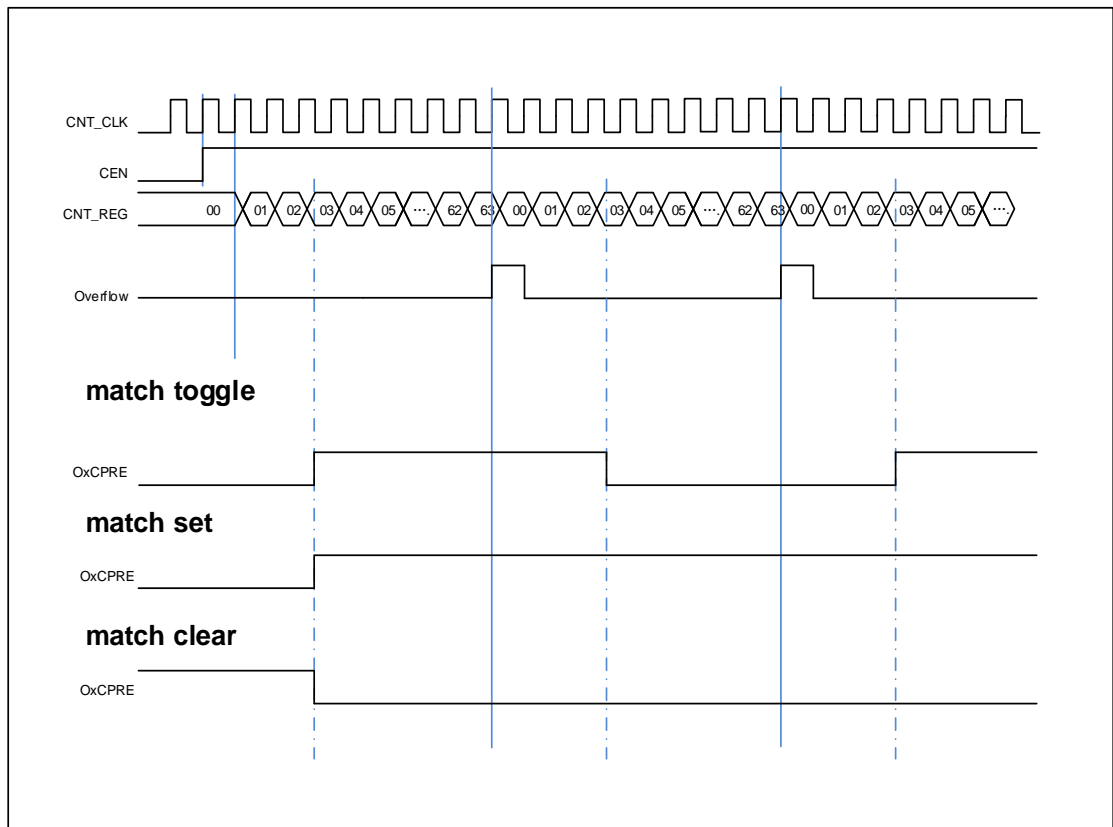 CNT_CLK
CEN
CNT_REG 00 01 02 03 04 05 .... 62 63 00 01 02 03 04 05 .... 62 63 00 01 02 03 04 05 ....
Overflow
match toggle
OxCPRE
match set
OxCPRE
match clear
OxCPRE